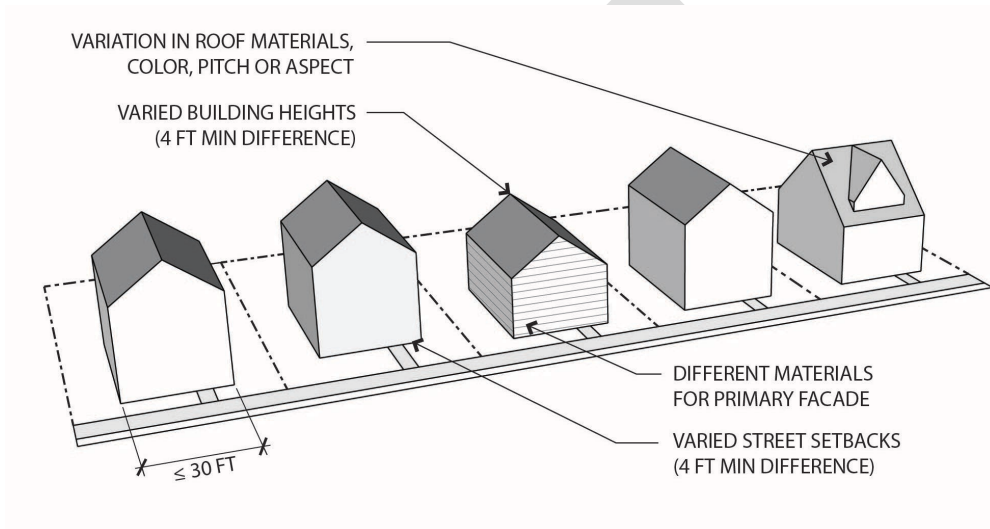 VARIATION IN ROOF MATERIALS,
COLOR, PITCH OR ASPECT
VARIED BUILDING HEIGHTS
(4 FT MIN DIFFERENCE)
DIFFERENT MATERIALS
FOR PRIMARY FACADE
VARIED STREET SETBACKS
(4 FT MIN DIFFERENCE)
≤ 30 FT